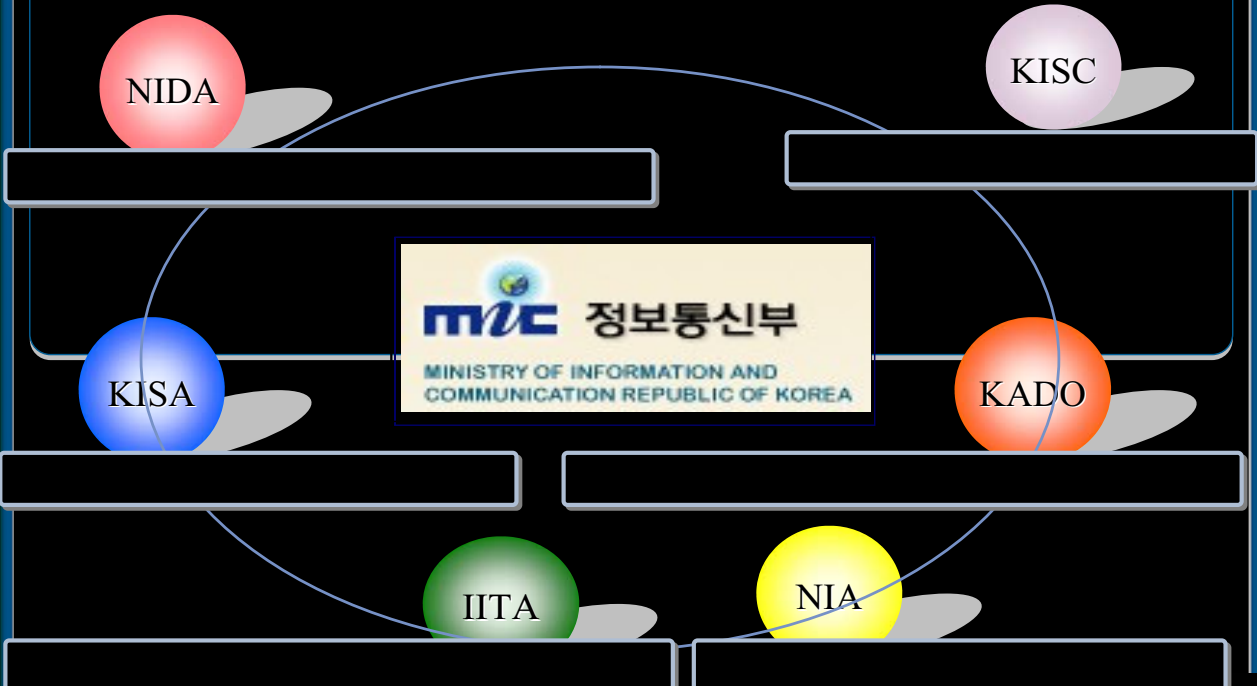 NIDA
KISC
mic 정보통신부
MINISTRY OF INFORMATION AND
COMMUNICATION REPUBLIC OF KOREA
KISA
KADO
IITA
NIA